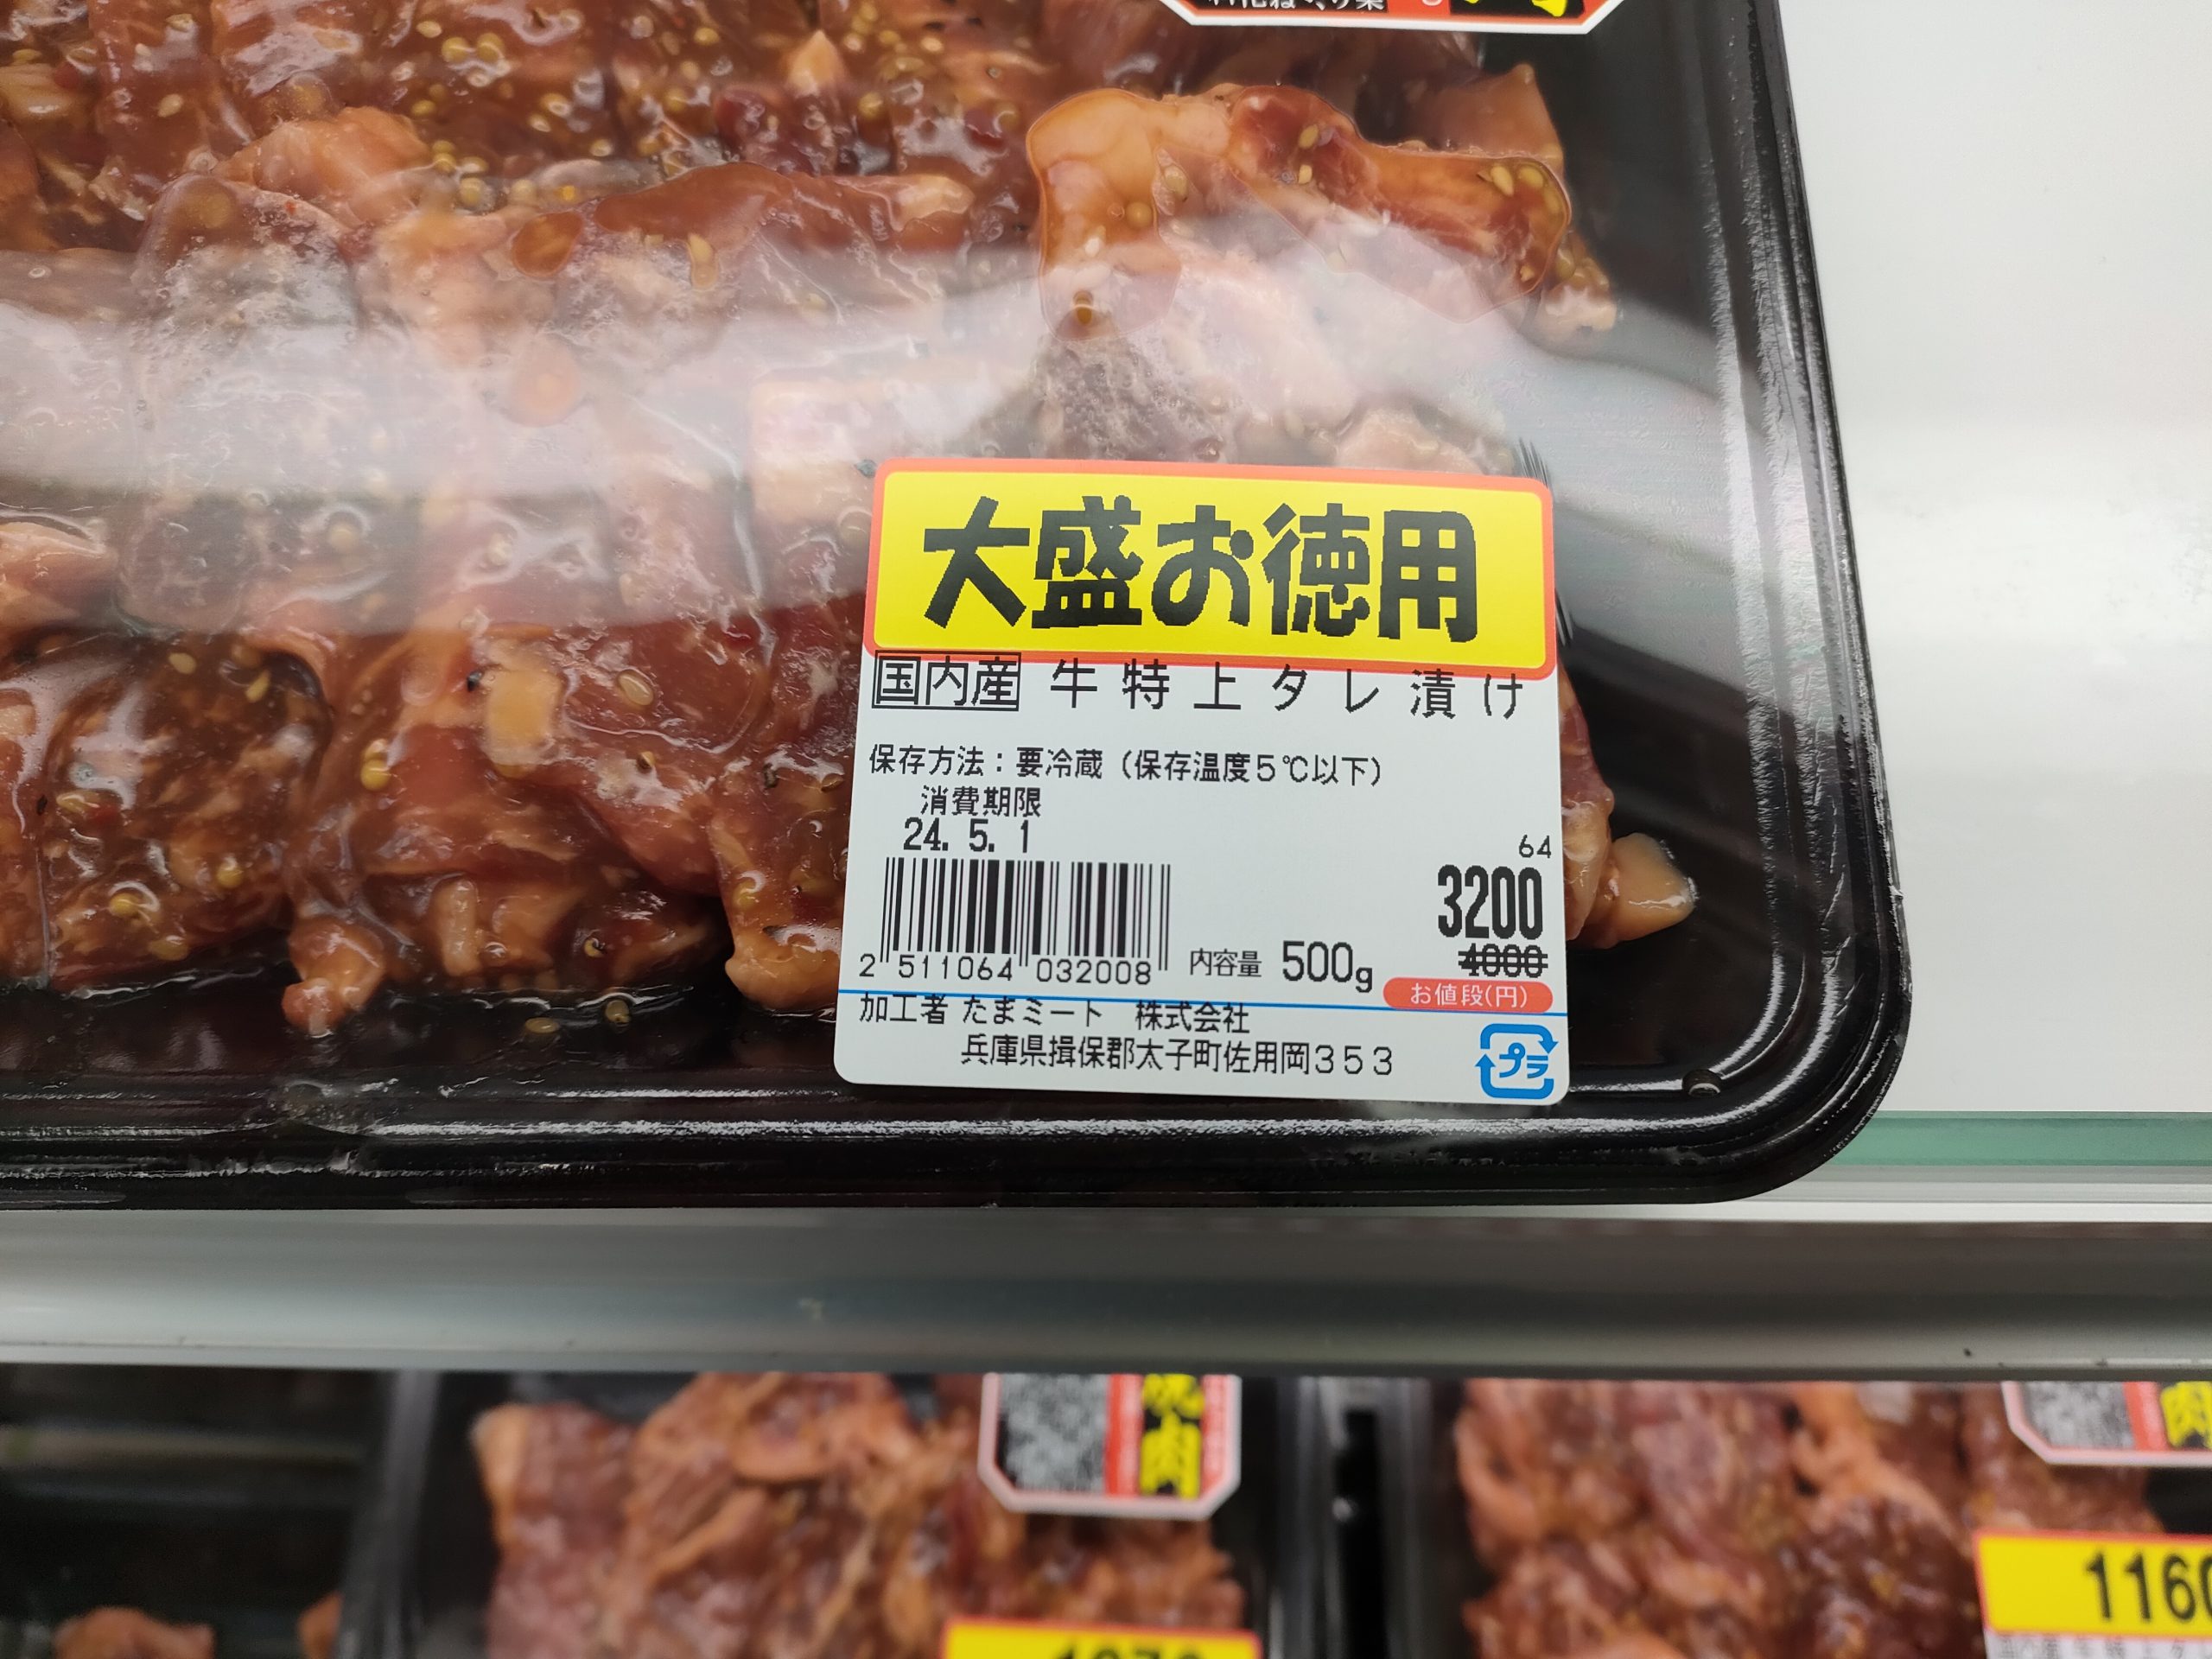 大盛お徳用
国内産 牛特上タレ漬け
保存方法：要冷蔵（保存温度5℃以下）
消費期限
24.5.1
64
3200
4000
2 511064 032008
内容量 500g
お値段(円)
加工者 たまミート 株式会社
兵庫県揖保郡太子町佐用岡353
プラ
焼肉
肉
1160